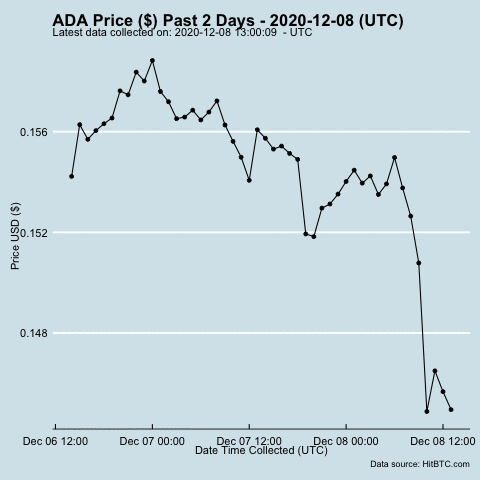 ADA Price ($) Past 2 Days - 2020-12-08 (UTC)
Latest data collected on: 2020-12-08 13:00:09 - UTC
0.156
0.152
0.148
Price USD ($)
Dec 06 12:00 Dec 07 00:00 Dec 07 12:00 Dec 08 00:00 Dec 08 12:00
Date Time Collected (UTC)
Data source: HitBTC.com